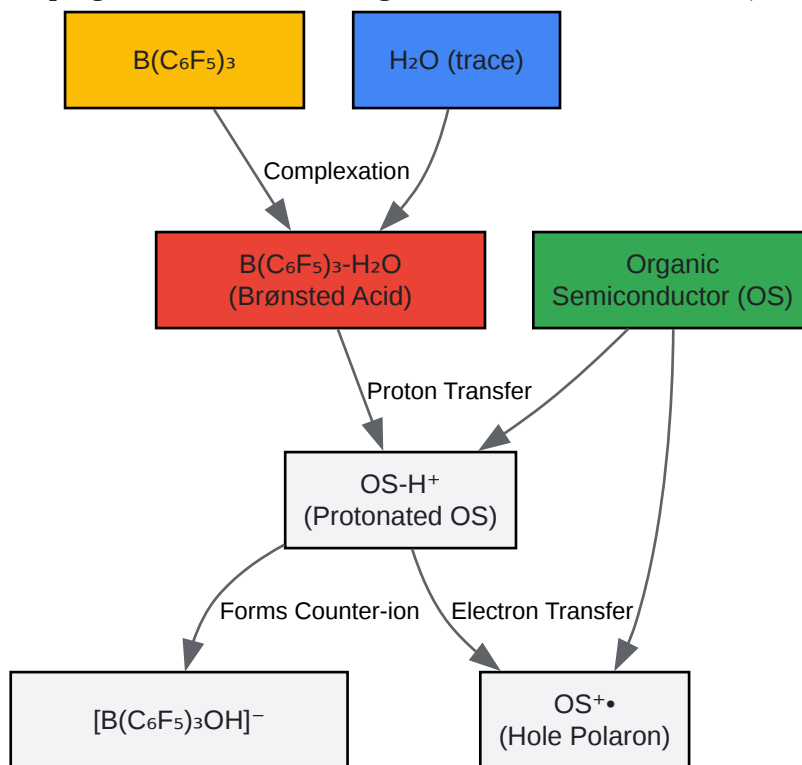 B(C₆F₅)₃
H₂O (trace)
Complexation
B(C₆F₅)₃-H₂O
(Brønsted Acid)
Organic
Semiconductor (OS)
Proton Transfer
OS-H⁺
(Protonated OS)
Forms Counter-ion
Electron Transfer
[B(C₆F₅)₃OH]⁻
OS⁺•
(Hole Polaron)